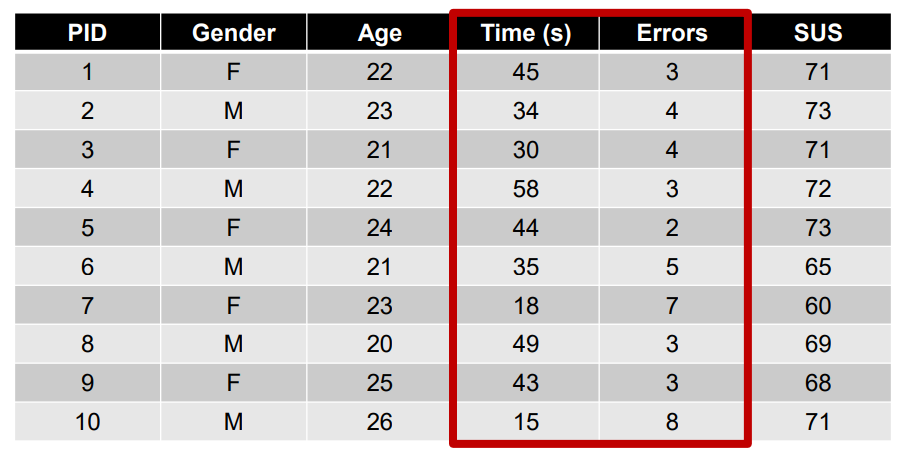 PID Gender Age Time (s) Errors SUS
1 F 22 45 3 71
2 M 23 34 4 73
3 F 21 30 4 71
4 M 22 58 3 72
5 F 24 44 2 73
6 M 21 35 5 65
7 F 23 18 7 60
8 M 20 49 3 69
9 F 25 43 3 68
10 M 26 15 8 71